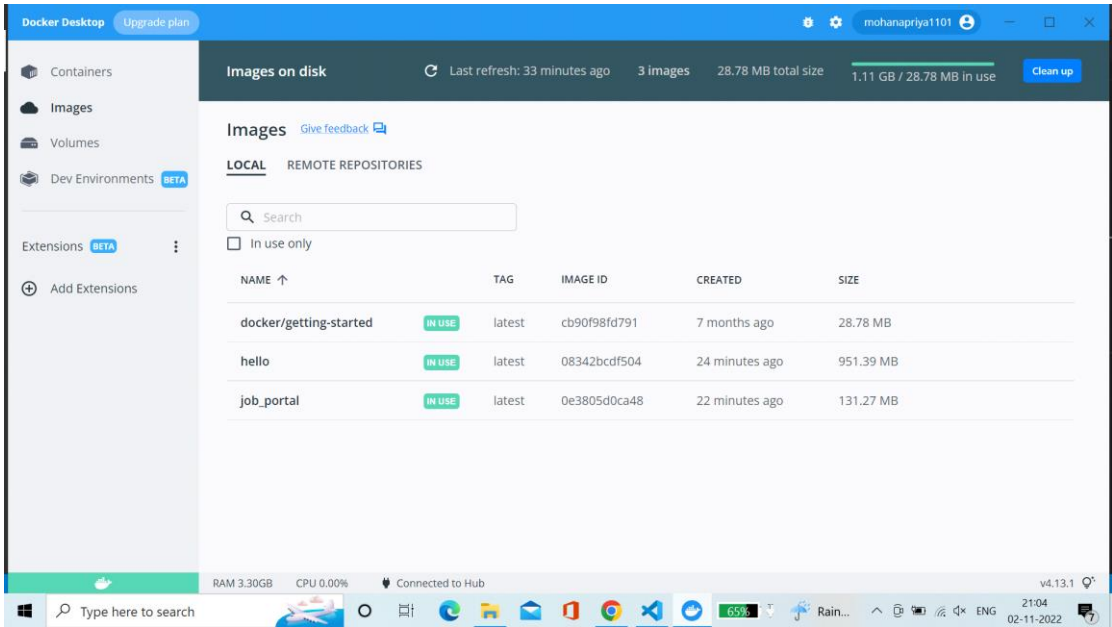 Docker Desktop Upgrade plan mohanapriya1101
Containers
Images
Volumes
Dev Environments BETA
Extensions BETA
Add Extensions
Images on disk Last refresh: 33 minutes ago 3 images 28.78 MB total size 1.11 GB / 28.78 MB in use Clean up
Images Give feedback
LOCAL REMOTE REPOSITORIES
Search
In use only
NAME TAG IMAGE ID CREATED SIZE
docker/getting-started IN USE latest cb90f98fd791 7 months ago 28.78 MB
hello IN USE latest 08342bcdf504 24 minutes ago 951.39 MB
job_portal IN USE latest 0e3805d0ca48 22 minutes ago 131.27 MB
RAM 3.30GB CPU 0.00% Connected to Hub v4.13.1
Type here to search 65% Rain... ENG 21:04
02-11-2022 7